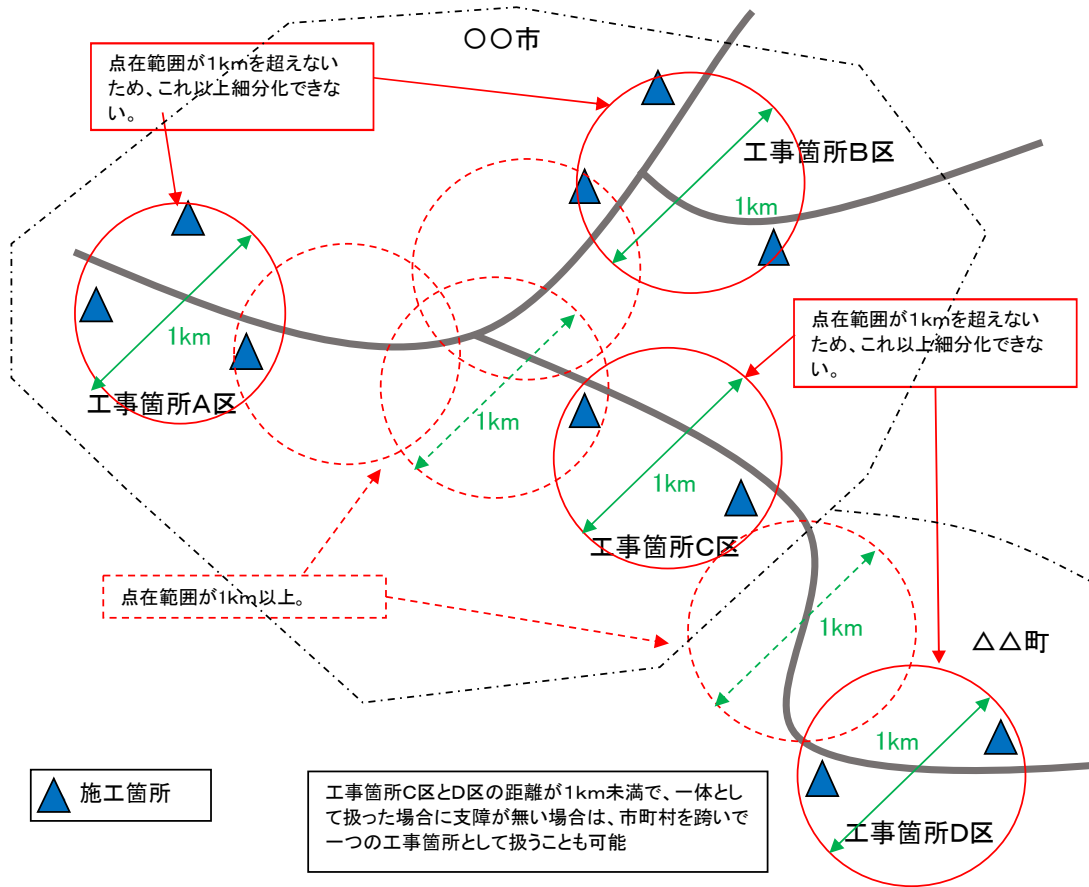 ○○市
点在範囲が1kmを超えない
ため、これ以上細分化できな
い。
工事箇所B区
1km
1km
工事箇所A区
点在範囲が1kmを超えない
ため、これ以上細分化できな
い。
1km
1km
工事箇所C区
点在範囲が1km以上。
1km
△△町
1km
工事箇所D区
施工箇所
工事箇所C区とD区の距離が1km未満で、一体とし
て扱った場合に支障が無い場合は、市町村を跨いで
一つの工事箇所として扱うことも可能